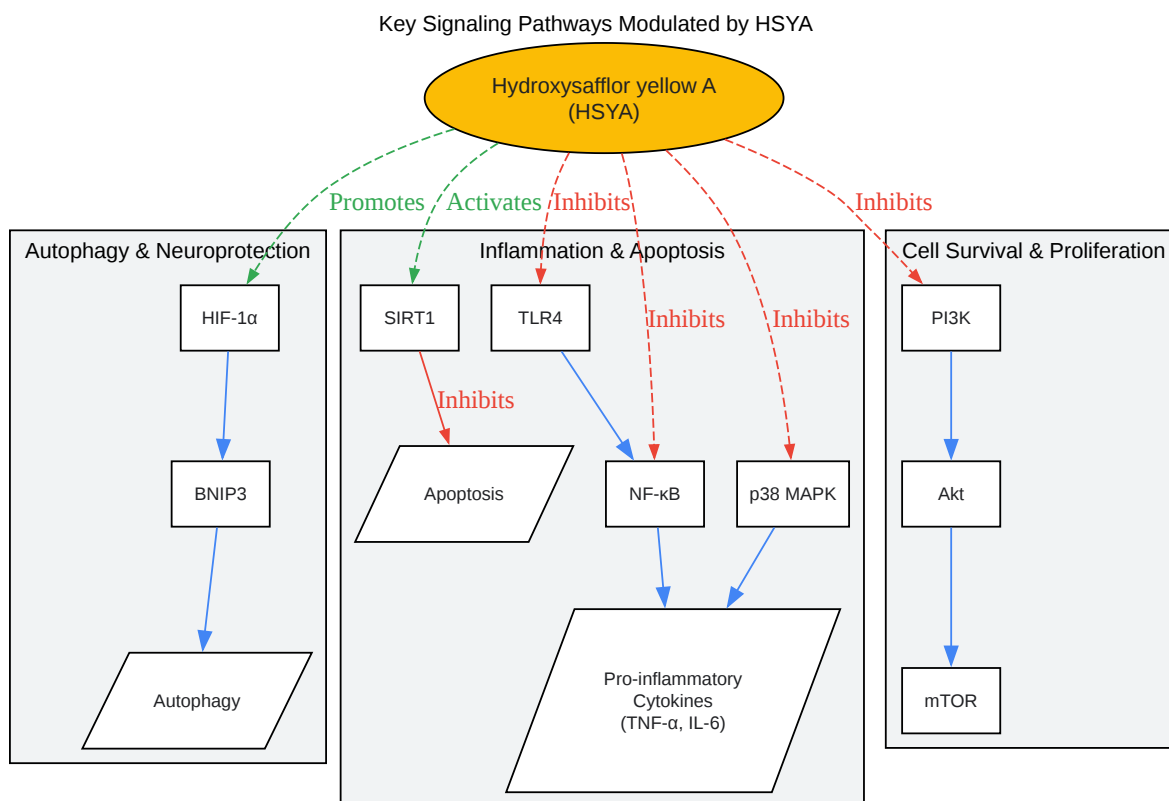 Key Signaling Pathways Modulated by HSYA
Hydroxysafflor yellow A
(HSYA)
Promotes
Activates
Inhibits
Inhibits
Autophagy & Neuroprotection
Inflammation & Apoptosis
Cell Survival & Proliferation
HIF-1α
SIRT1
TLR4
Inhibits
Inhibits
PI3K
Inhibits
BNIP3
Apoptosis
NF-κB
p38 MAPK
Akt
Autophagy
Pro-inflammatory
Cytokines
(TNF-α, IL-6)
mTOR